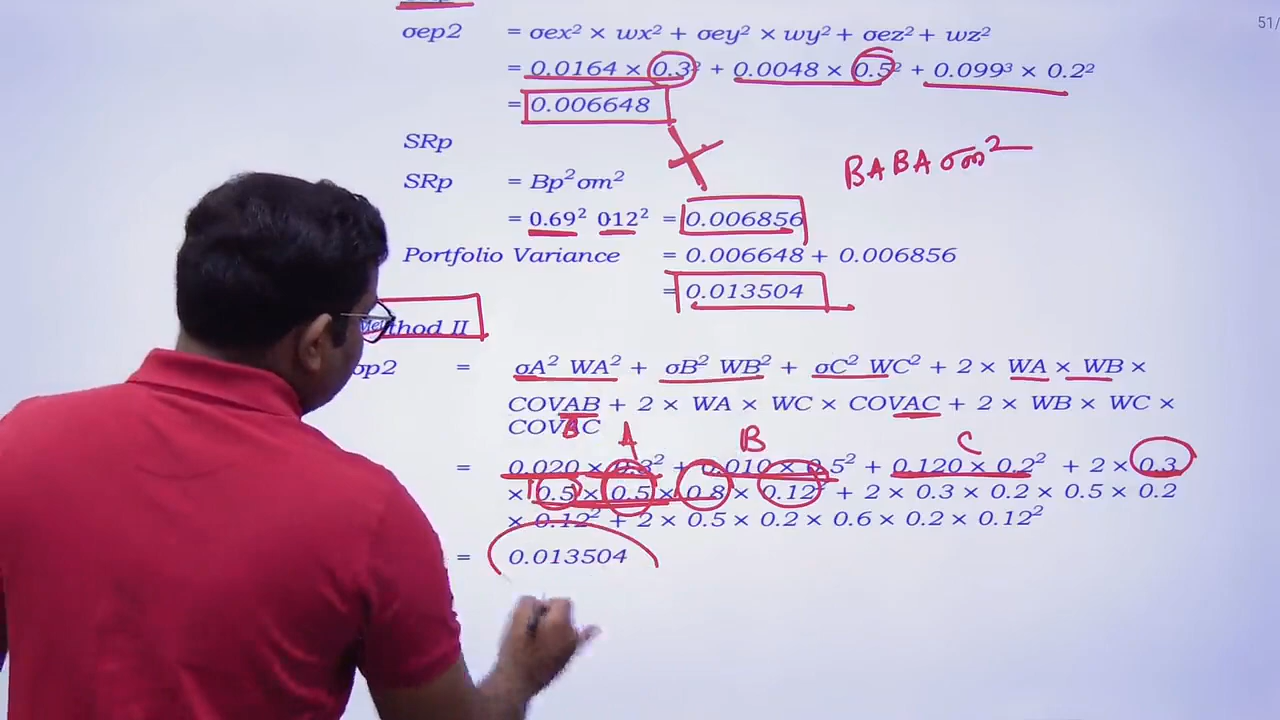 51/
σep2 = σex² × wx² + σey² × wy² + σez² + wz²
= 0.0164 × 0.3² + 0.0048 × 0.5² + 0.099³ × 0.2²
= 0.006648
SRp
BABAσm²
SRp = Bp²σm²
= 0.69² 012² = 0.006856
Portfolio Variance = 0.006648 + 0.006856
= 0.013504
Method II
σp2 = σA² WA² + σB² WB² + σC² WC² + 2 × WA × WB ×
COVAB + 2 × WA × WC × COVAC + 2 × WB × WC ×
COVAC
B A B C
= 0.020 × 0.3² + 0.010 × 0.5² + 0.120 × 0.2² + 2 × 0.3
× 0.5 × 0.5 × 0.8 × 0.12² + 2 × 0.3 × 0.2 × 0.5 × 0.2
× 0.12² + 2 × 0.5 × 0.2 × 0.6 × 0.2 × 0.12²
= 0.013504